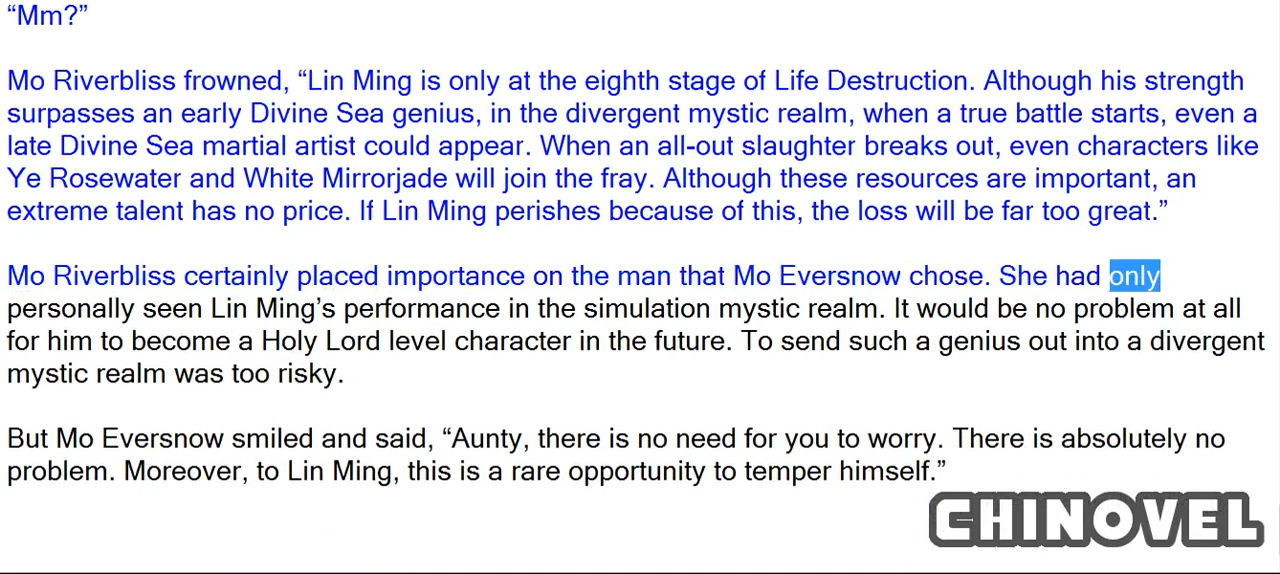 “Mm?”
Mo Riverbliss frowned, “Lin Ming is only at the eighth stage of Life Destruction. Although his strength
surpasses an early Divine Sea genius, in the divergent mystic realm, when a true battle starts, even a
late Divine Sea martial artist could appear. When an all-out slaughter breaks out, even characters like
Ye Rosewater and White Mirrorjade will join the fray. Although these resources are important, an
extreme talent has no price. If Lin Ming perishes because of this, the loss will be far too great.”
Mo Riverbliss certainly placed importance on the man that Mo Eversnow chose. She had only
personally seen Lin Ming’s performance in the simulation mystic realm. It would be no problem at all
for him to become a Holy Lord level character in the future. To send such a genius out into a divergent
mystic realm was too risky.
But Mo Eversnow smiled and said, “Aunty, there is no need for you to worry. There is absolutely no
problem. Moreover, to Lin Ming, this is a rare opportunity to temper himself.”
CHINOVEL